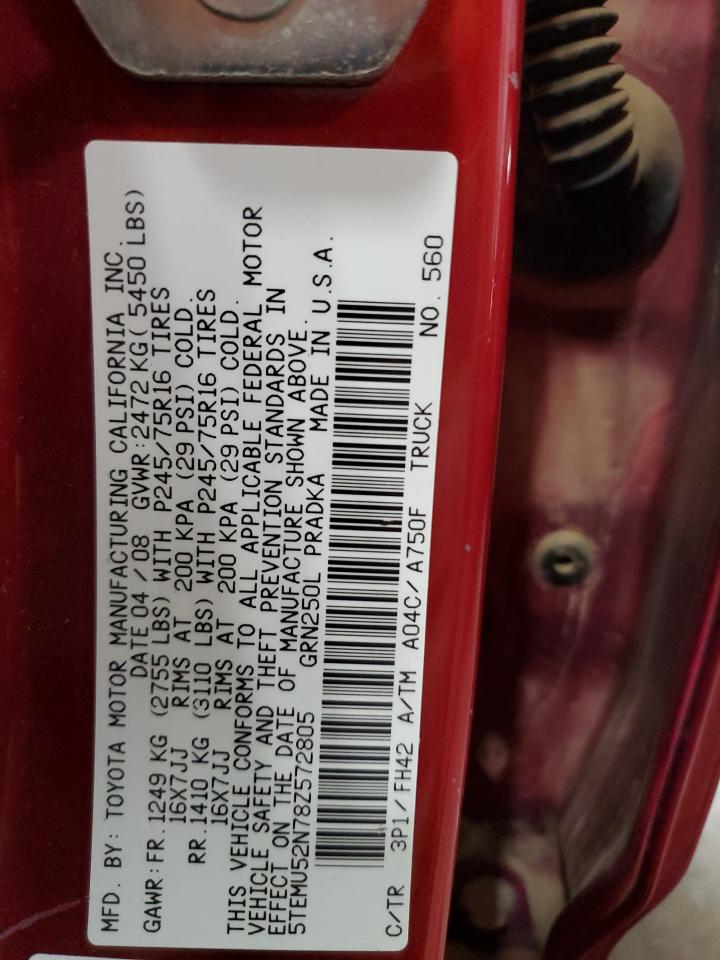 MFD. BY: TOYOTA MOTOR MANUFACTURING CALIFORNIA INC.
DATE 04 / 08 GVWR: 2472 KG( 5450 LBS)
GAWR: FR. 1249 KG (2755 LBS) WITH P245/75R16 TIRES
16X7JJ RIMS AT 200 KPA (29 PSI) COLD.
RR. 1410 KG (3110 LBS) WITH P245/75R16 TIRES
16X7JJ RIMS AT 200 KPA (29 PSI) COLD.
THIS VEHICLE CONFORMS TO ALL APPLICABLE FEDERAL MOTOR
VEHICLE SAFETY AND THEFT PREVENTION STANDARDS IN
EFFECT ON THE DATE OF MANUFACTURE SHOWN ABOVE.
5TEMU52N78Z572805 GRN250L PRADKA MADE IN U.S.A.
C/TR 3P1/FH42 A/TM A04C/A750F TRUCK NO. 560